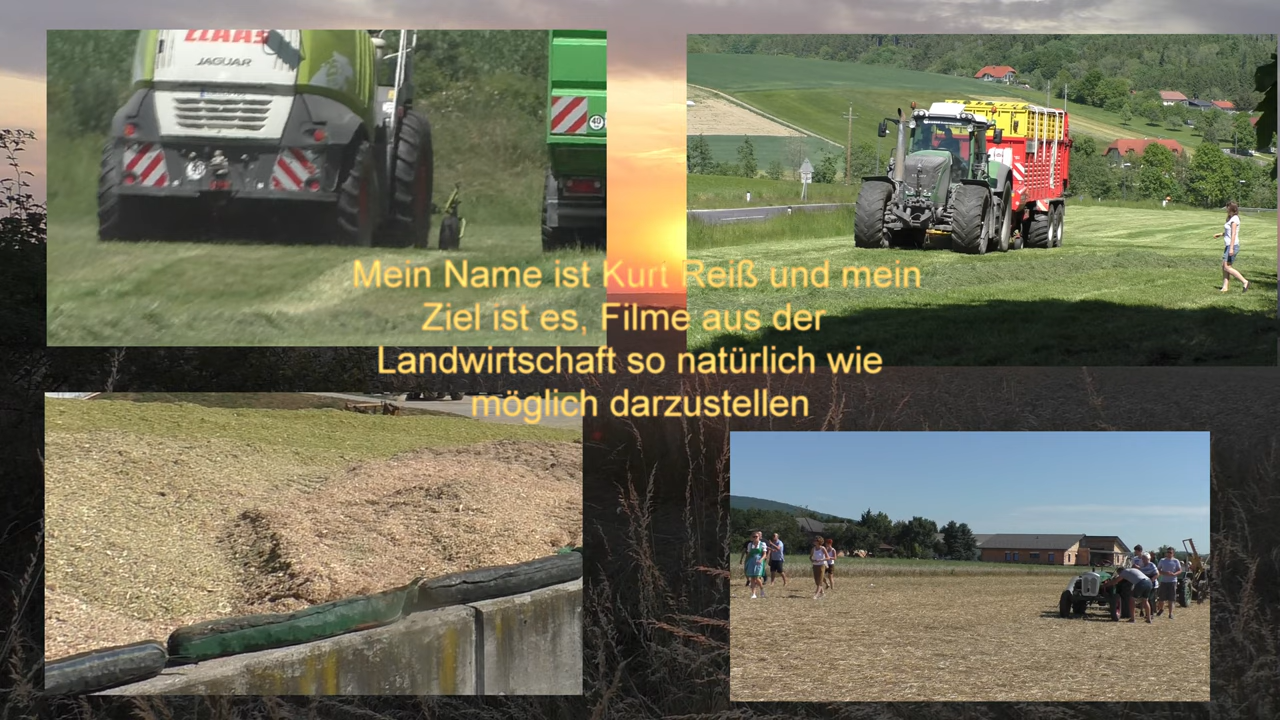 CLAAS
JAGUAR
40
Mein Name ist Kurt Reiß und mein
Ziel ist es, Filme aus der
Landwirtschaft so natürlich wie
möglich darzustellen